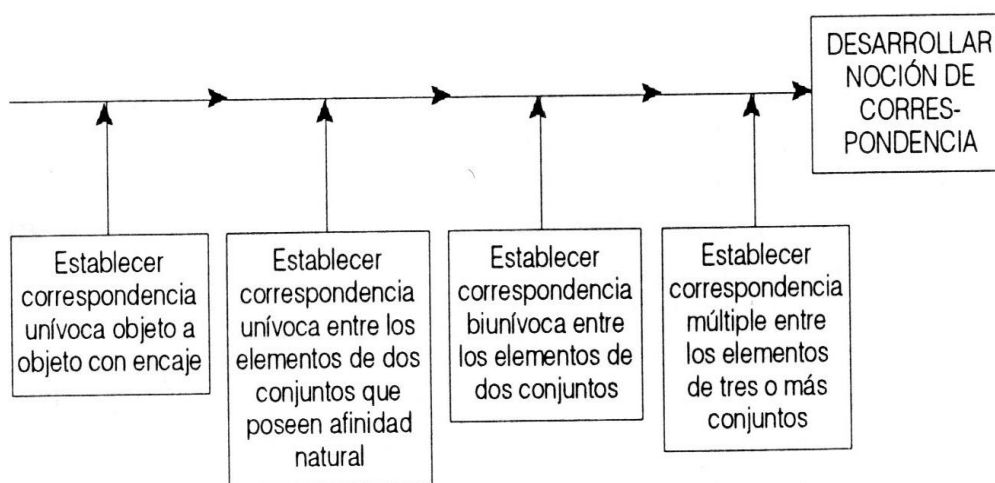 DESARROLLAR
NOCIÓN DE
CORRES-
PONDENCIA
Establecer
correspondencia
unívoca objeto a
objeto con encaje
Establecer
correspondencia
unívoca entre los
elementos de dos
conjuntos que
poseen afinidad
natural
Establecer
correspondencia
biunívoca entre
los elementos de
dos conjuntos
Establecer
correspondencia
múltiple entre
los elementos
de tres o más
conjuntos